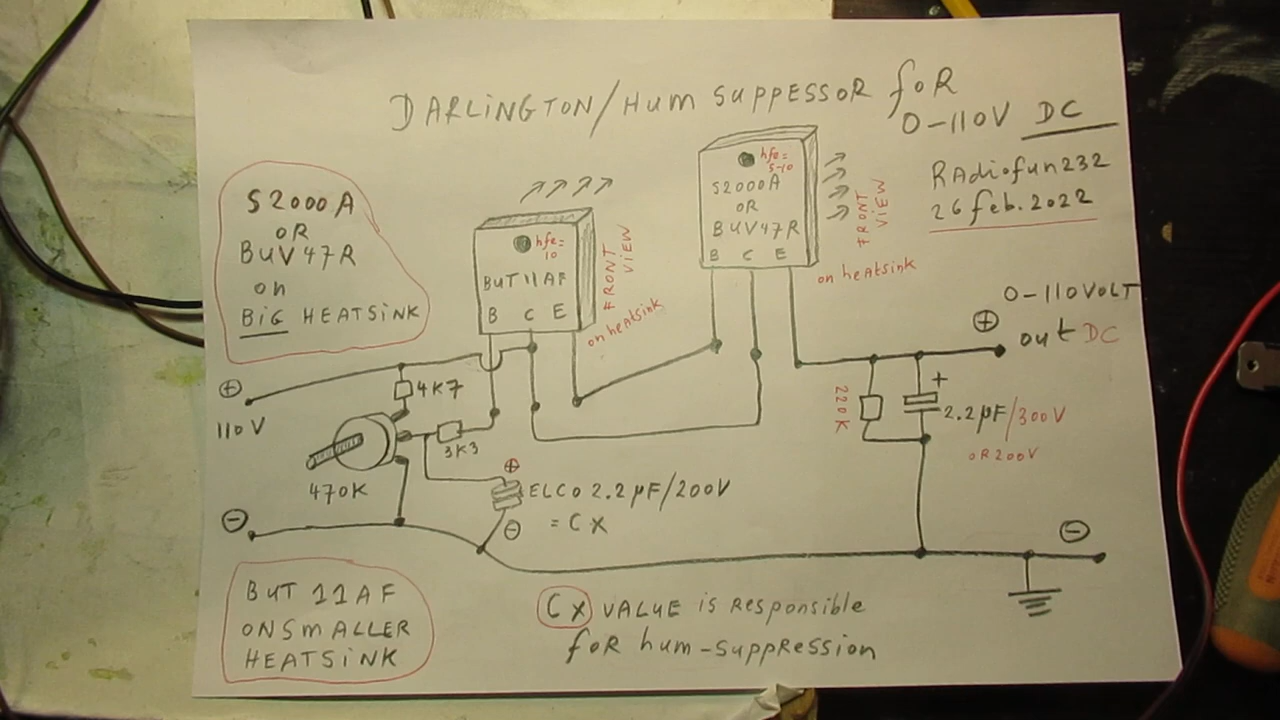 DARLINGTON/HUM SUPPESSOR foR
0-110V DC
RAdiofun232
26 feb. 2022
S2000A
OR
BUV47R
on
BiG HEATSiNK
hfe=
10
BUT11AF
B C E
FRONT
VIEW
on heatsink
hfe=
5-10
S2000A
OR
BUV47R
B C E
FRONT
VIEW
on heatsink
0-110VOLT
⊕
out DC
⊕
110V
4K7
3K3
470K
⊕
ELCO 2.2µF/200V
= CX
⊖
⊖
220K
+
2.2µF/300V
OR 200V
⊖
BUT 11AF
ON SMALLER
HEATSiNK
CX VALUE is Responsible
foR hum-suppression